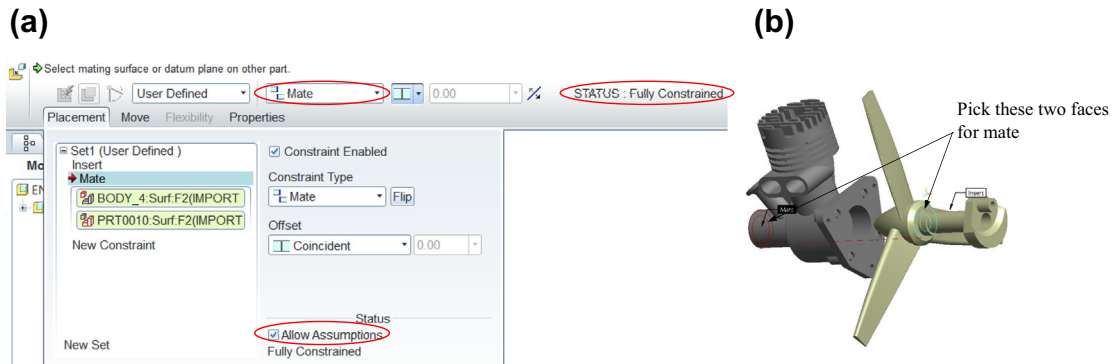 (a)
(b)
Select mating surface or datum plane on other part.
User Defined
Mate
0.00
STATUS : Fully Constrained
Placement Move Flexibility Properties
Mo
Set1 (User Defined )
Insert
Mate
BODY_4:Surf:F2(IMPORT
PRT0010:Surf:F2(IMPORT
New Constraint
New Set
EN
Constraint Enabled
Constraint Type
Mate
Flip
Offset
Coincident
0.00
Status
Allow Assumptions
Fully Constrained
Pick these two faces
for mate
Mate
Insert